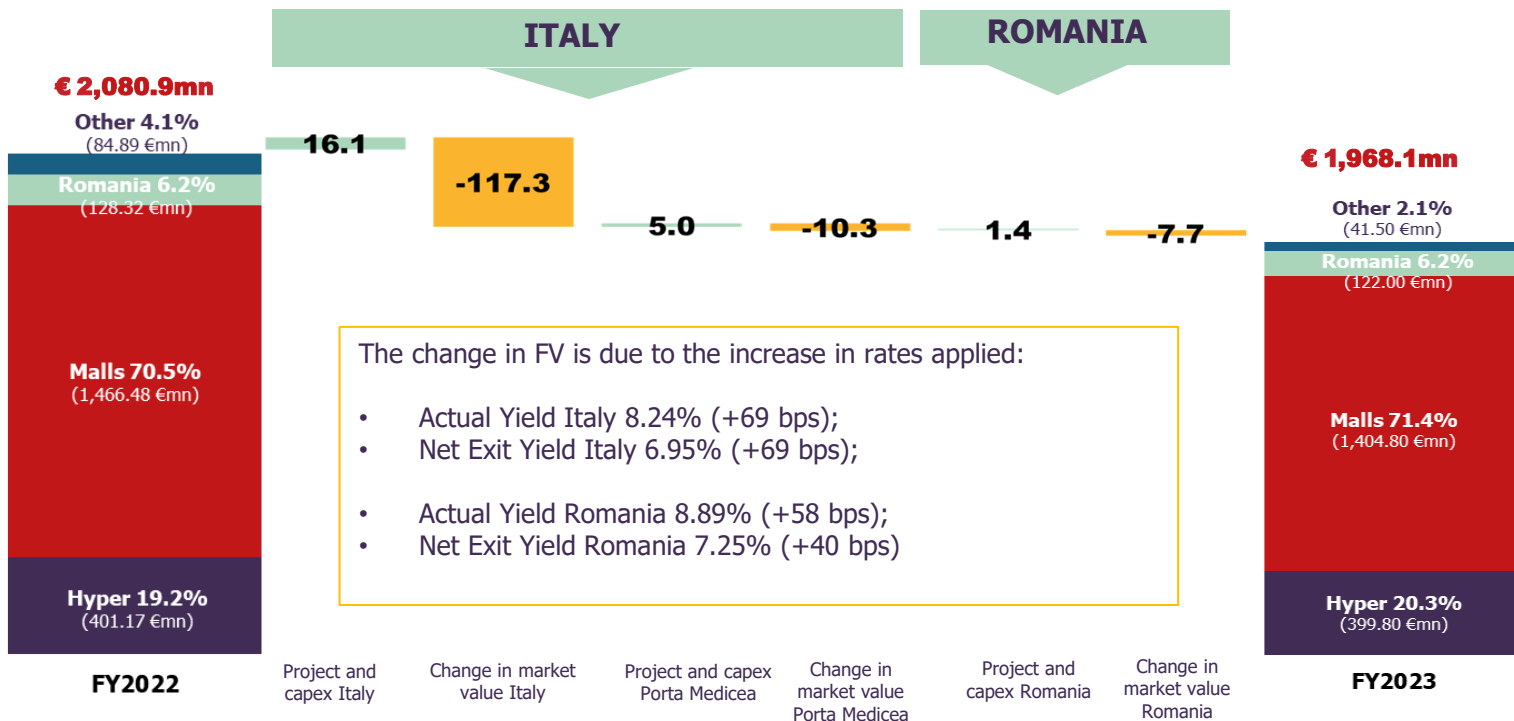 ITALY
ROMANIA
€ 2,080.9mn
Other 4.1%
(84.89 €mn)
Romania 6.2%
(128.32 €mn)
Malls 70.5%
(1,466.48 €mn)
Hyper 19.2%
(401.17 €mn)
FY2022
16.1
-117.3
5.0
-10.3
1.4
-7.7
The change in FV is due to the increase in rates applied:
• Actual Yield Italy 8.24% (+69 bps);
• Net Exit Yield Italy 6.95% (+69 bps);
• Actual Yield Romania 8.89% (+58 bps);
• Net Exit Yield Romania 7.25% (+40 bps)
Project and
capex Italy
Change in market
value Italy
Project and capex
Porta Medicea
Change in
market value
Porta Medicea
Project and
capex Romania
Change in
market value
Romania
€ 1,968.1mn
Other 2.1%
(41.50 €mn)
Romania 6.2%
(122.00 €mn)
Malls 71.4%
(1,404.80 €mn)
Hyper 20.3%
(399.80 €mn)
FY2023